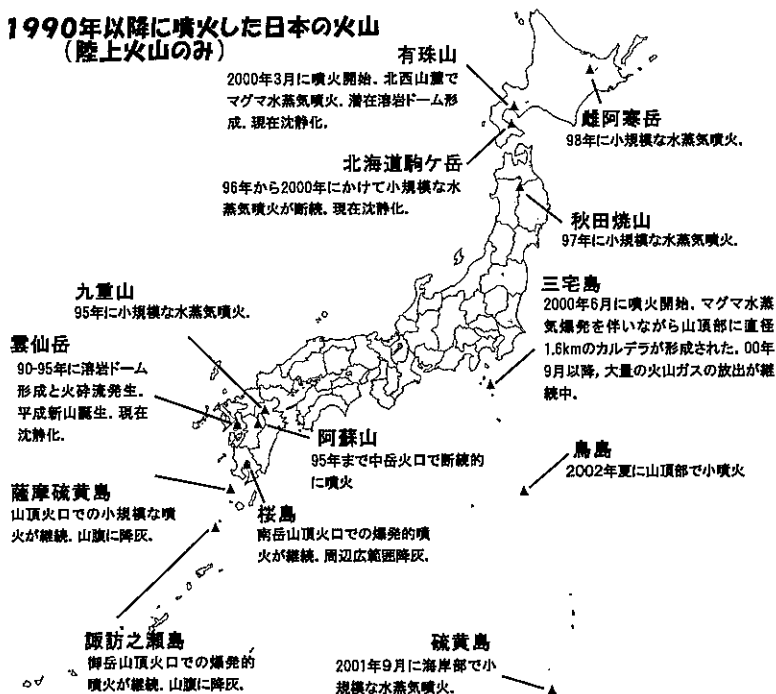 1990年以降に噴火した日本の火山
(陸上火山のみ)
有珠山
2000年3月に噴火開始. 北西山麓で
マグマ水蒸気噴火. 潜在溶岩ドーム形
成. 現在沈静化.
雌阿寒岳
98年に小規模な水蒸気噴火.
北海道駒ケ岳
96年から2000年にかけて小規模な水
蒸気噴火が断続. 現在沈静化.
秋田焼山
97年に小規模な水蒸気噴火.
三宅島
2000年6月に噴火開始. マグマ水蒸
気爆発を伴いながら山頂部に直径
1.6kmのカルデラが形成された. 00年
9月以降, 大量の火山ガスの放出が継
続中.
九重山
95年に小規模な水蒸気噴火.
雲仙岳
90-95年に溶岩ドーム
形成と火砕流発生.
平成新山誕生. 現在
沈静化.
阿蘇山
95年まで中岳火口で断続的
に噴火
鳥島
2002年夏に山頂部で小噴火
薩摩硫黄島
山頂火口での小規模な噴
火が継続. 山腹に降灰.
桜島
南岳山頂火口での爆発的噴
火が継続. 周辺広範囲降灰.
諏訪之瀬島
御岳山頂火口での爆発的
噴火が継続. 山腹に降灰.
硫黄島
2001年9月に海岸部で小
規模な水蒸気噴火.